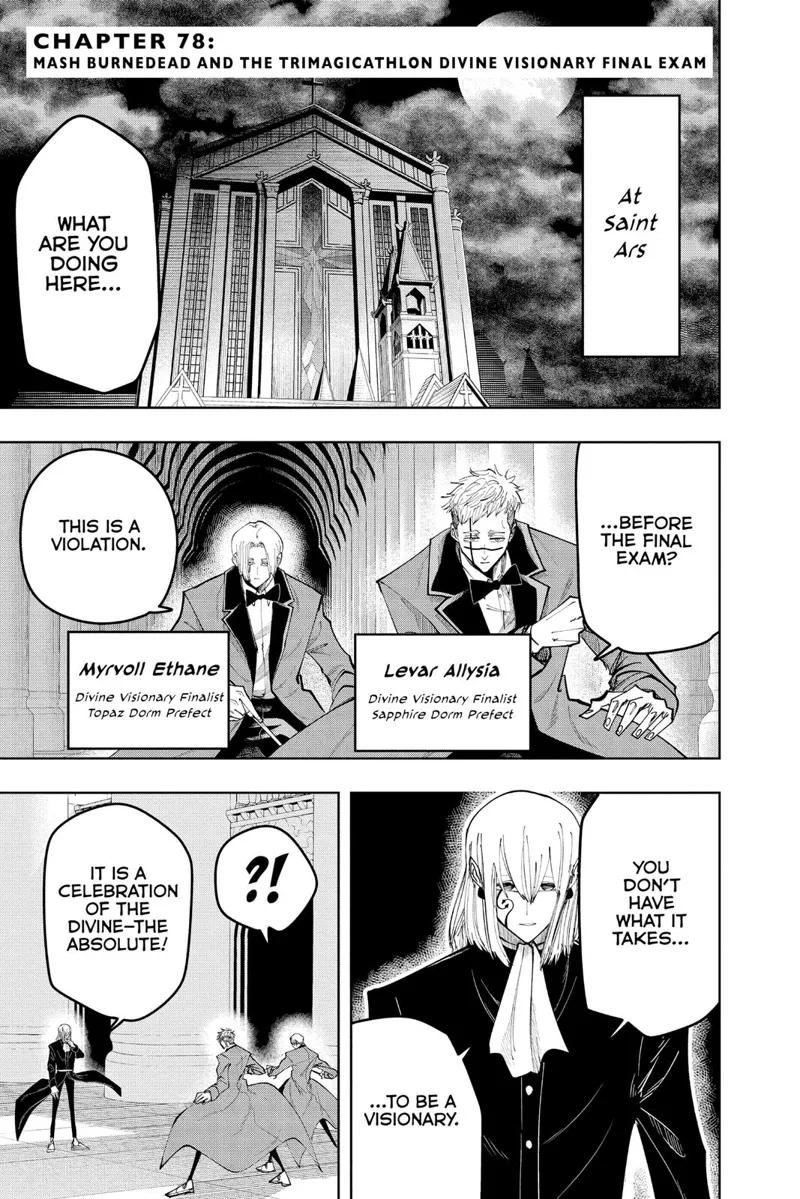 CHAPTER 78:
MASH BURNEDEAD AND THE TRIMAGICATHLON DIVINE VISIONARY FINAL EXAM
At
Saint
Ars
WHAT
ARE YOU
DOING
HERE...
...BEFORE
THE FINAL
EXAM?
THIS IS A
VIOLATION.
Levar Allysia
Divine Visionary Finalist
Sapphire Dorm Prefect
Myrvoll Ethane
Divine Visionary Finalist
Topaz Dorm Prefect
YOU
DON'T
HAVE
WHAT IT
TAKES...
...TO BE A
VISIONARY.
?!
IT IS A
CELEBRATION
OF THE
DIVINE–THE
ABSOLUTE!